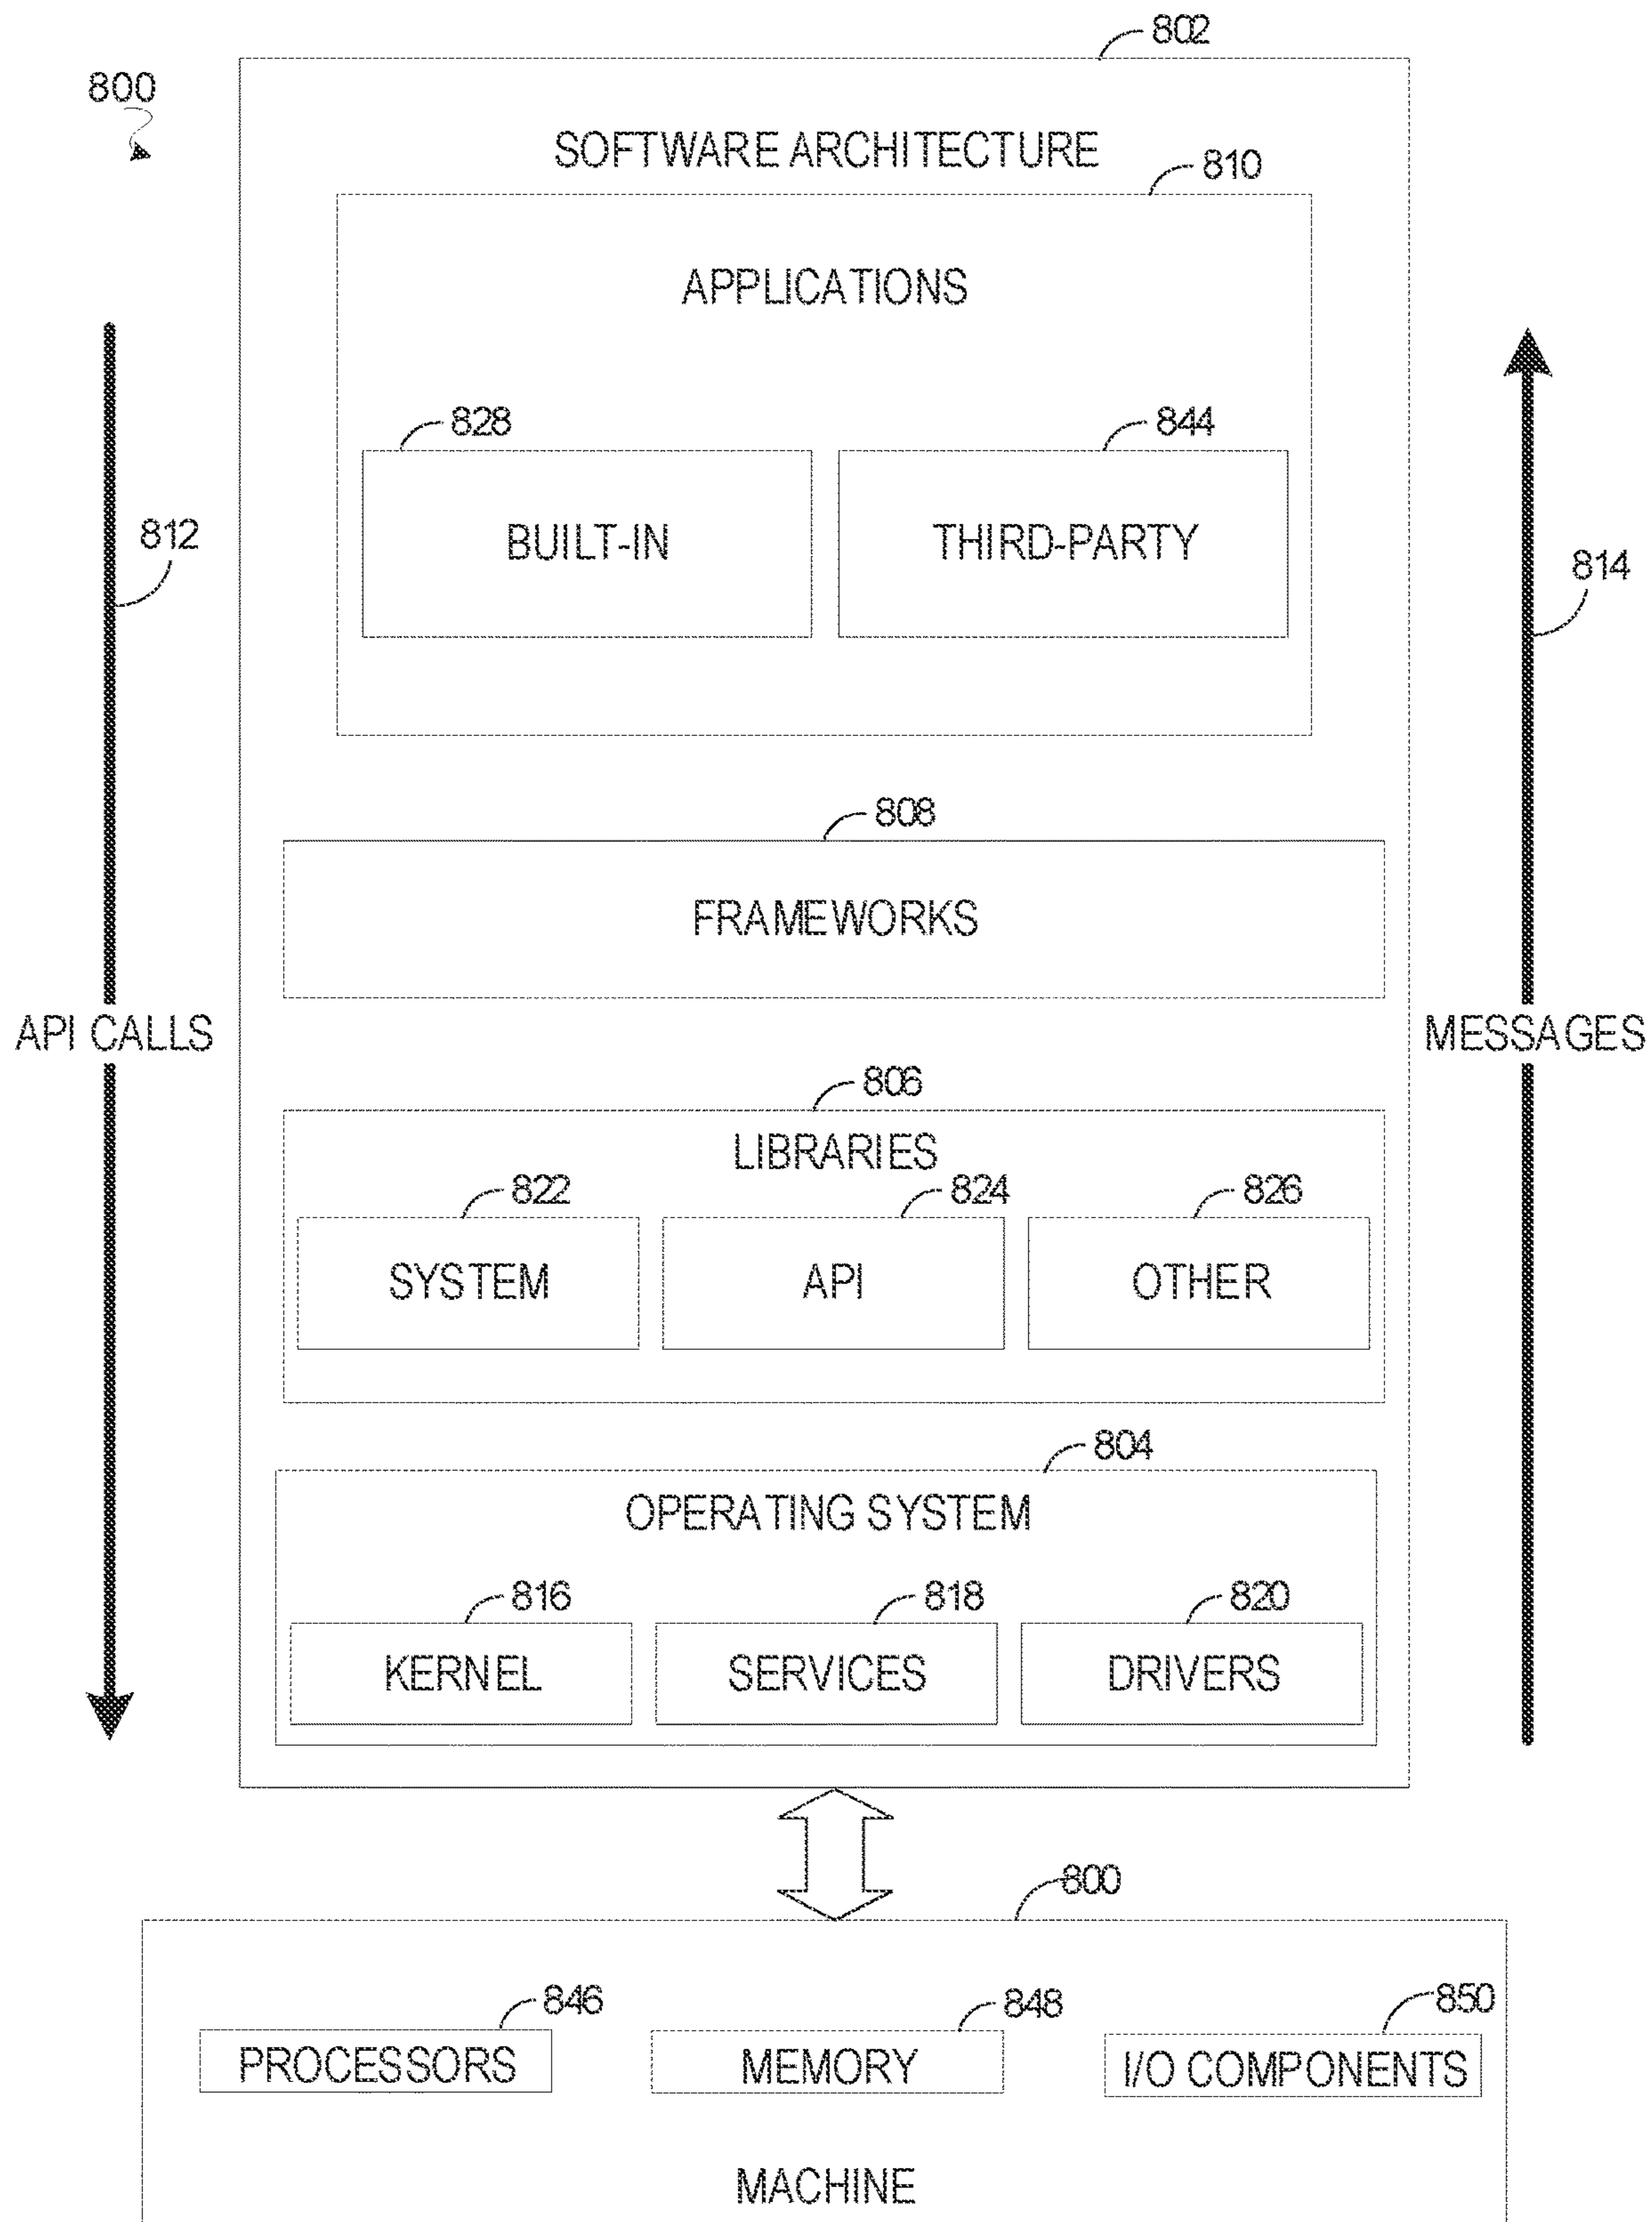 802
800
SOFTWARE ARCHITECTURE
810
APPLICATIONS
828
844
BUILT-IN
THIRD-PARTY
812
814
808
FRAMEWORKS
API CALLS
MESSAGES
806
LIBRARIES
822
824
826
SYSTEM
API
OTHER
804
OPERATING SYSTEM
816
818
820
KERNEL
SERVICES
DRIVERS
800
846
848
850
PROCESSORS
MEMORY
I/O COMPONENTS
MACHINE